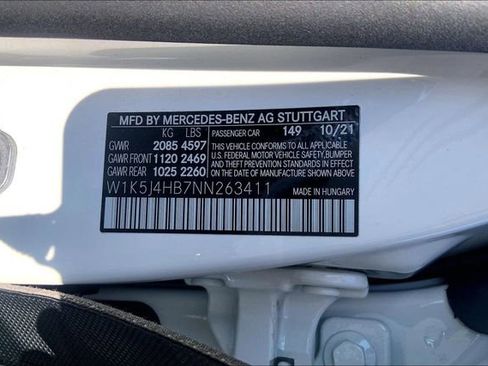 MFD BY MERCEDES-BENZ AG STUTTGART
KG LBS PASSENGER CAR 149 10/21
GVWR 2085 4597
GAWR FRONT 1120 2469
GAWR REAR 1025 2260
THIS VEHICLE CONFORMS TO ALL APPLICABLE
U.S. FEDERAL MOTOR VEHICLE SAFETY, BUMPER
AND THEFT PREVENTION STANDARDS
IN EFFECT ON THE DATE OF
MANUFACTURE SHOWN ABOVE.
W1K5J4HB7NN263411 MADE IN HUNGARY